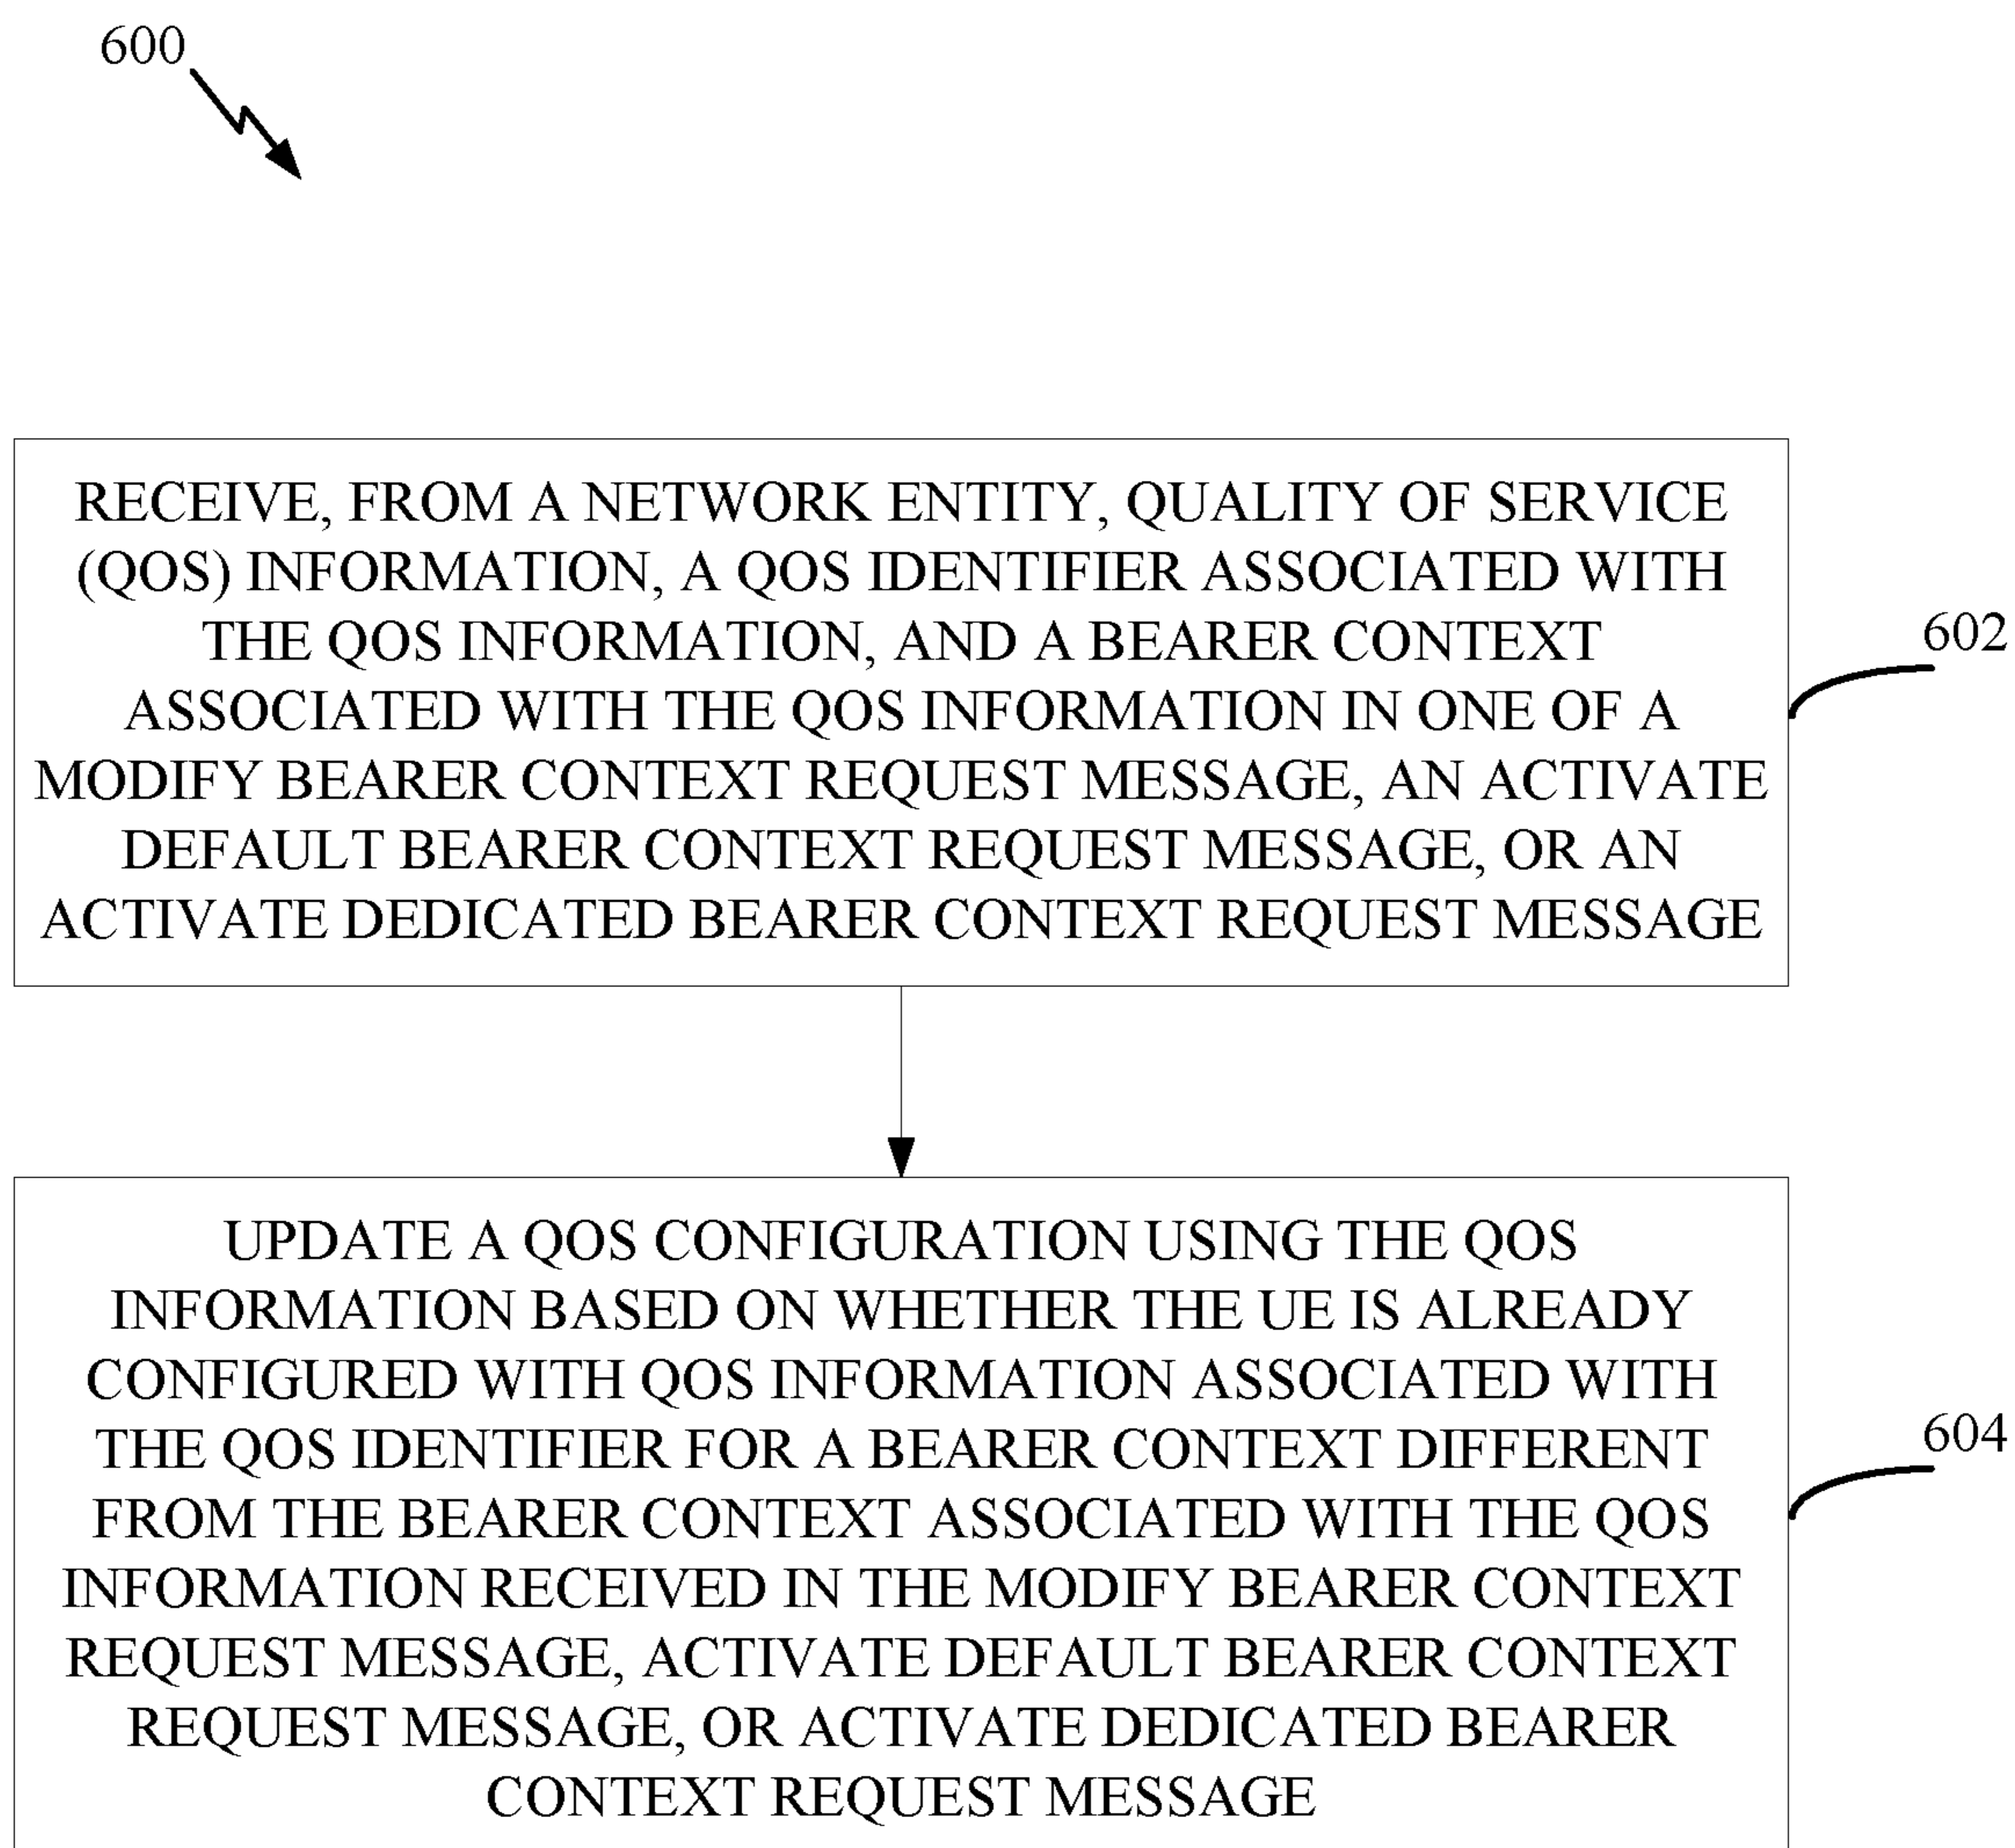 600
RECEIVE, FROM A NETWORK ENTITY, QUALITY OF SERVICE
(QOS) INFORMATION, A QOS IDENTIFIER ASSOCIATED WITH
THE QOS INFORMATION, AND A BEARER CONTEXT
ASSOCIATED WITH THE QOS INFORMATION IN ONE OF A
MODIFY BEARER CONTEXT REQUEST MESSAGE, AN ACTIVATE
DEFAULT BEARER CONTEXT REQUEST MESSAGE, OR AN
ACTIVATE DEDICATED BEARER CONTEXT REQUEST MESSAGE
602
UPDATE A QOS CONFIGURATION USING THE QOS
INFORMATION BASED ON WHETHER THE UE IS ALREADY
CONFIGURED WITH QOS INFORMATION ASSOCIATED WITH
THE QOS IDENTIFIER FOR A BEARER CONTEXT DIFFERENT
FROM THE BEARER CONTEXT ASSOCIATED WITH THE QOS
INFORMATION RECEIVED IN THE MODIFY BEARER CONTEXT
REQUEST MESSAGE, ACTIVATE DEFAULT BEARER CONTEXT
REQUEST MESSAGE, OR ACTIVATE DEDICATED BEARER
CONTEXT REQUEST MESSAGE
604